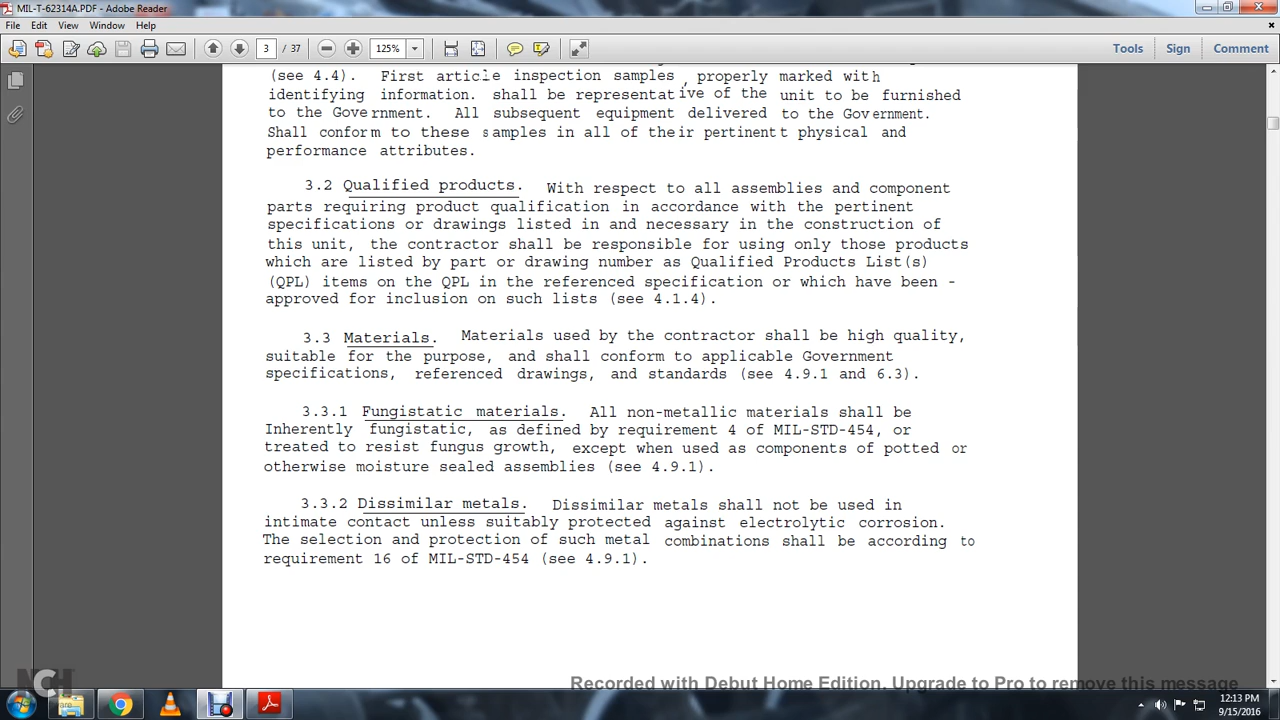 MIL-T-62314A.PDF - Adobe Reader
File Edit View Window Help
3 / 37 125% Tools Sign Comment
(see 4.4). First article inspection samples , properly marked with
identifying information. shall be representative of the unit to be furnished
to the Government. All subsequent equipment delivered to the Government.
Shall conform to these samples in all of their pertinent t physical and
performance attributes.
3.2 Qualified products. With respect to all assemblies and component
parts requiring product qualification in accordance with the pertinent
specifications or drawings listed in and necessary in the construction of
this unit, the contractor shall be responsible for using only those products
which are listed by part or drawing number as Qualified Products List(s)
(QPL) items on the QPL in the referenced specification or which have been -
approved for inclusion on such lists (see 4.1.4).
3.3 Materials. Materials used by the contractor shall be high quality,
suitable for the purpose, and shall conform to applicable Government
specifications, referenced drawings, and standards (see 4.9.1 and 6.3).
3.3.1 Fungistatic materials. All non-metallic materials shall be
Inherently fungistatic, as defined by requirement 4 of MIL-STD-454, or
treated to resist fungus growth, except when used as components of potted or
otherwise moisture sealed assemblies (see 4.9.1).
3.3.2 Dissimilar metals. Dissimilar metals shall not be used in
intimate contact unless suitably protected against electrolytic corrosion.
The selection and protection of such metal combinations shall be according to
requirement 16 of MIL-STD-454 (see 4.9.1).
Recorded with Debut Home Edition. Upgrade to Pro to remove this message
NCH
ware
12:13 PM
9/15/2016